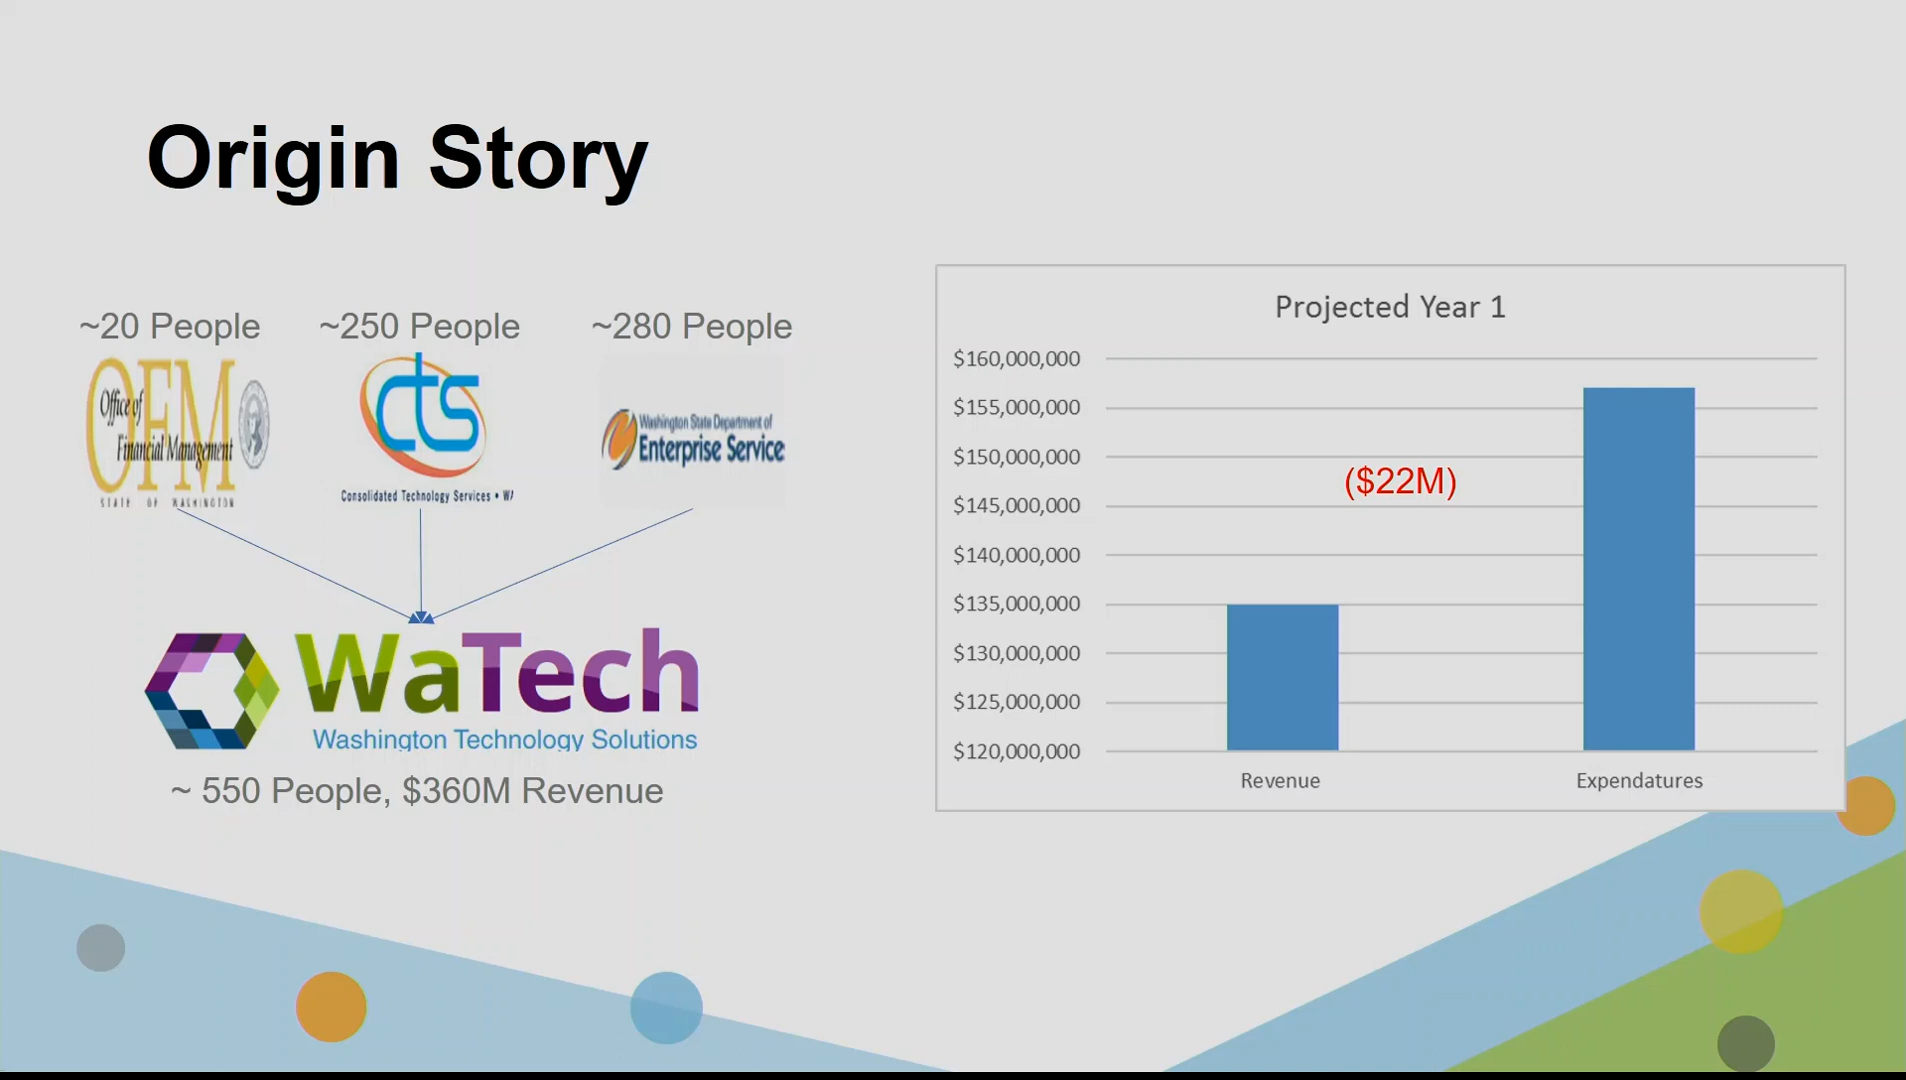 Origin Story
~20 People
~250 People
~280 People
OFM
Office of
Financial Management
STATE OF WASHINGTON
cts
Consolidated Technology Services • WA
Washington State Department of
Enterprise Service
WaTech
Washington Technology Solutions
~ 550 People, $360M Revenue
Projected Year 1
$160,000,000
$155,000,000
$150,000,000
$145,000,000
$140,000,000
$135,000,000
$130,000,000
$125,000,000
$120,000,000
($22M)
Revenue
Expendatures